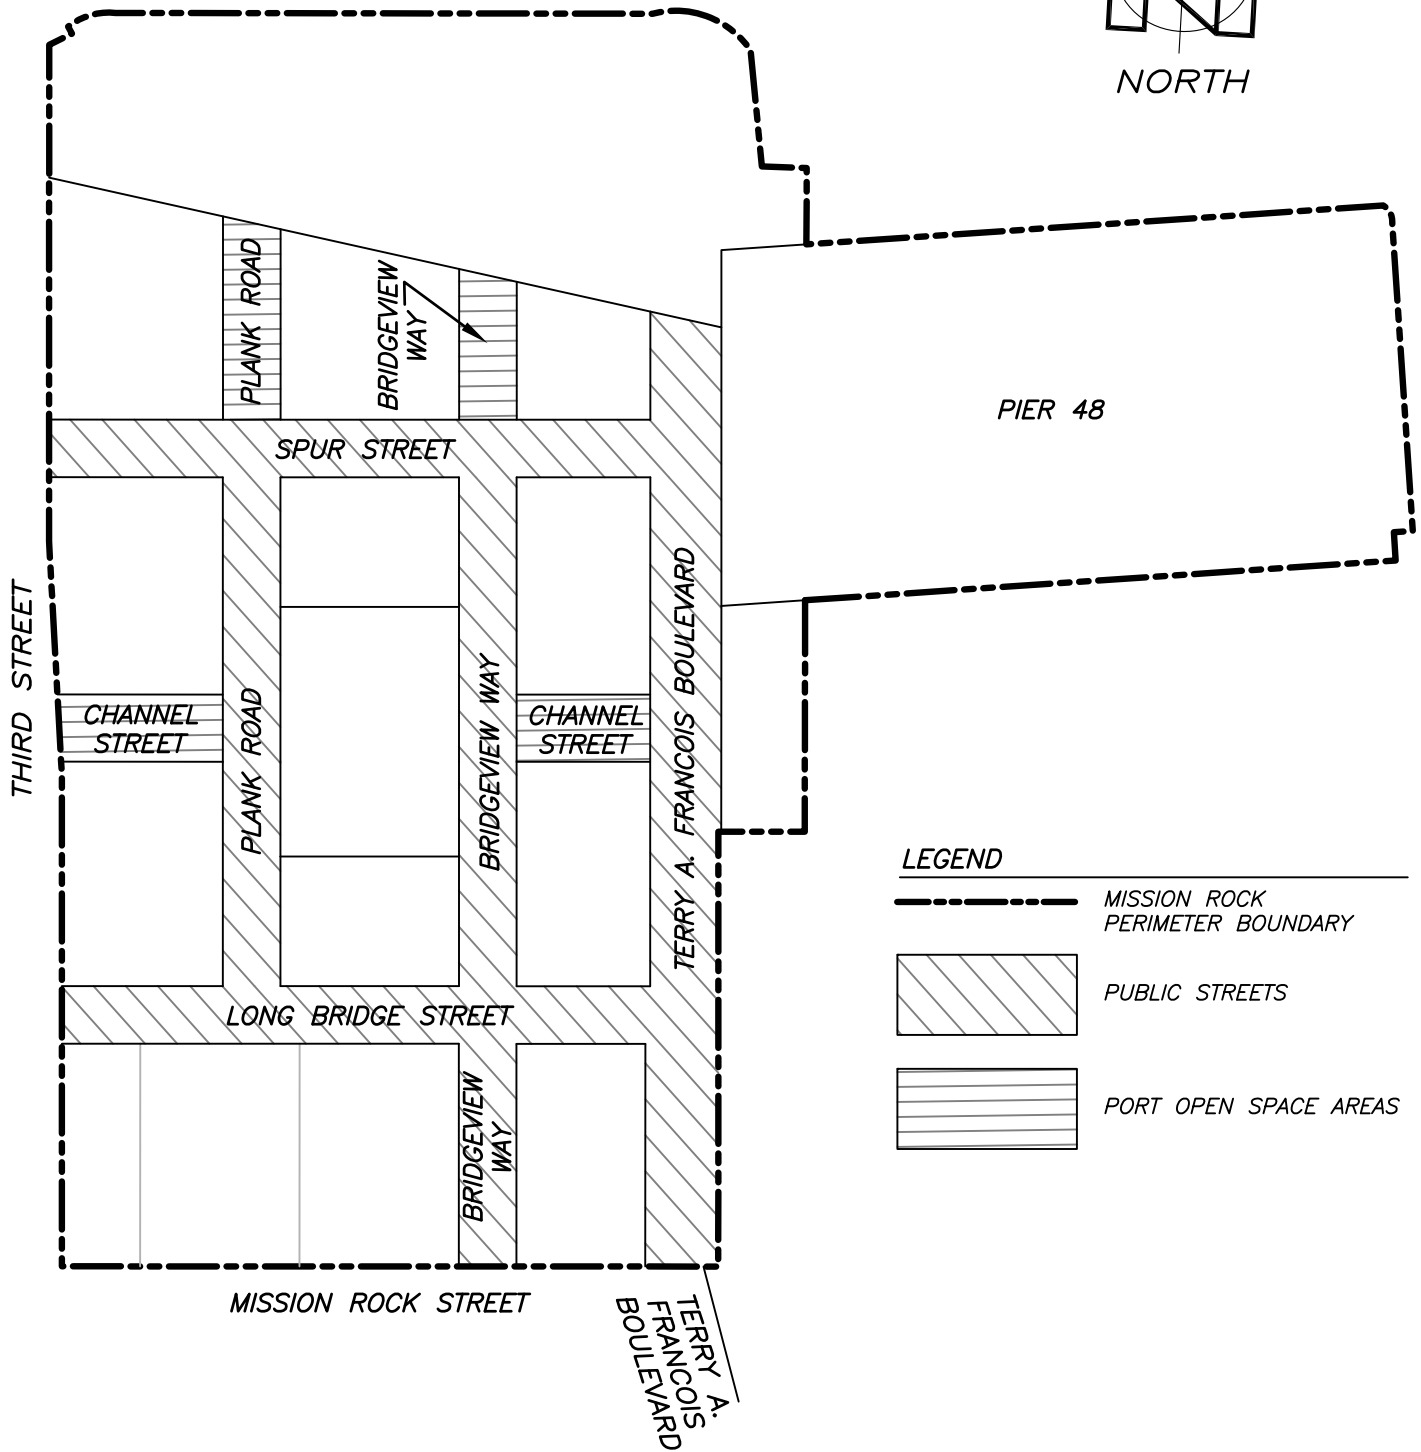 NORTH
PLANK ROAD
BRIDGEVIEW
WAY
PIER 48
SPUR STREET
THIRD STREET
CHANNEL
STREET
PLANK ROAD
BRIDGEVIEW WAY
CHANNEL
STREET
TERRY A. FRANCOIS BOULEVARD
LEGEND
MISSION ROCK
PERIMETER BOUNDARY
PUBLIC STREETS
PORT OPEN SPACE AREAS
LONG BRIDGE STREET
BRIDGEVIEW
WAY
MISSION ROCK STREET
TERRY A.
FRANCOIS
BOULEVARD